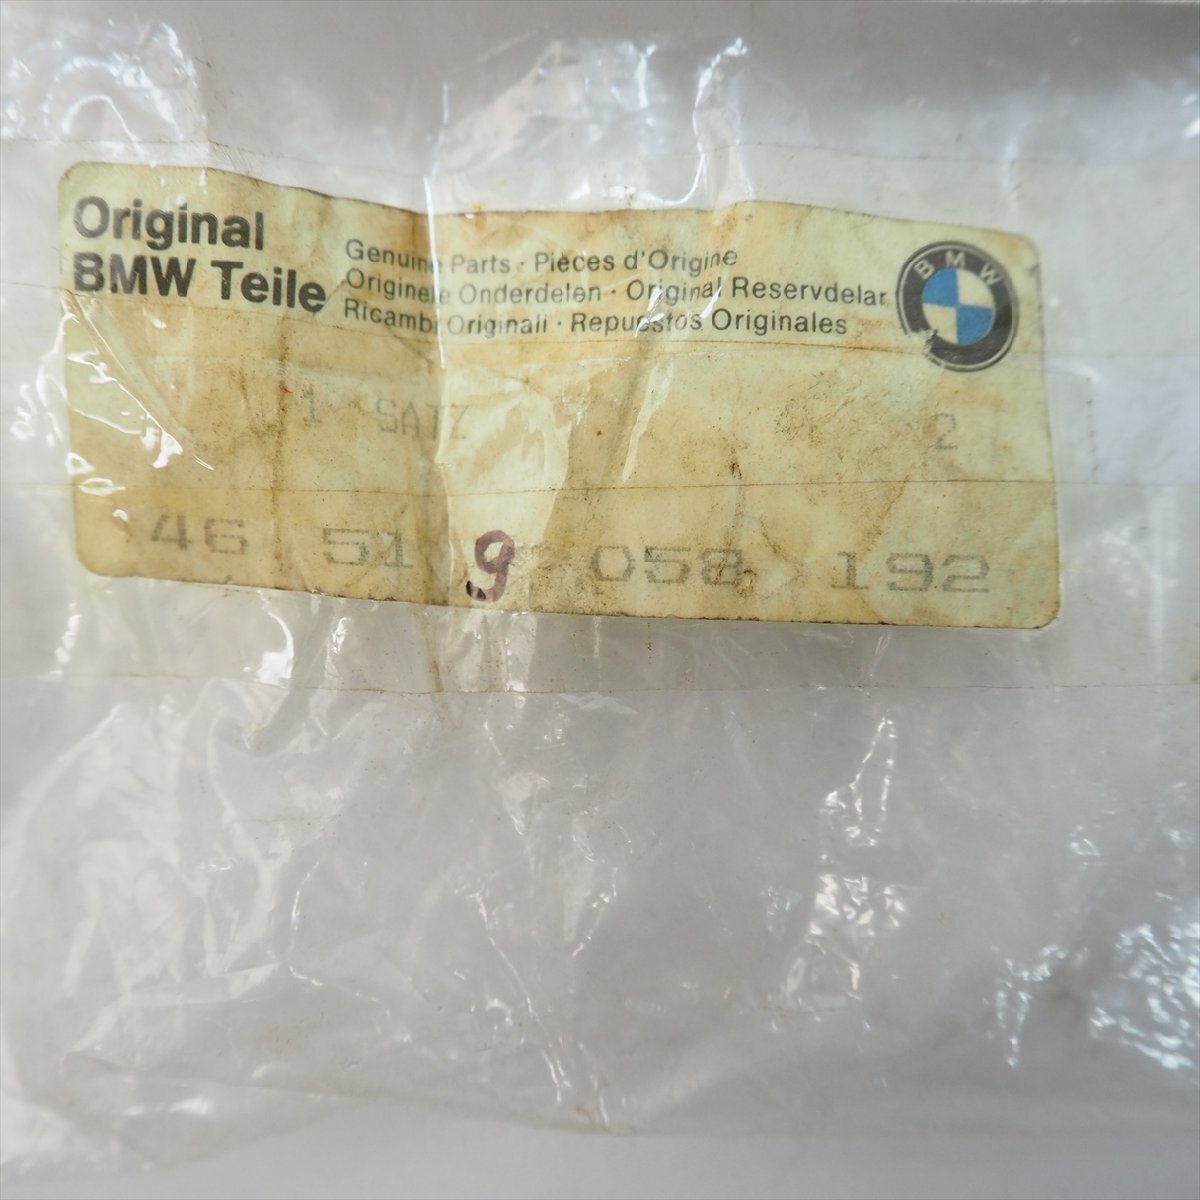 Original
BMW Teile
Genuine Parts · Pièces d'Origine
Originele Onderdelen · Original Reservdelar
Ricambi Originali · Repuestos Originales
BMW
1 SATZ 2
46 51 9 058 192